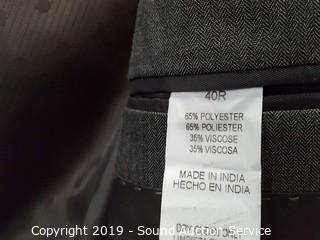 40R
65% POLYESTER
65% POLIESTER
35% VISCOSE
35% VISCOSA
MADE IN INDIA
HECHO EN INDIA
Copyright 2019 - Sound Auction Service